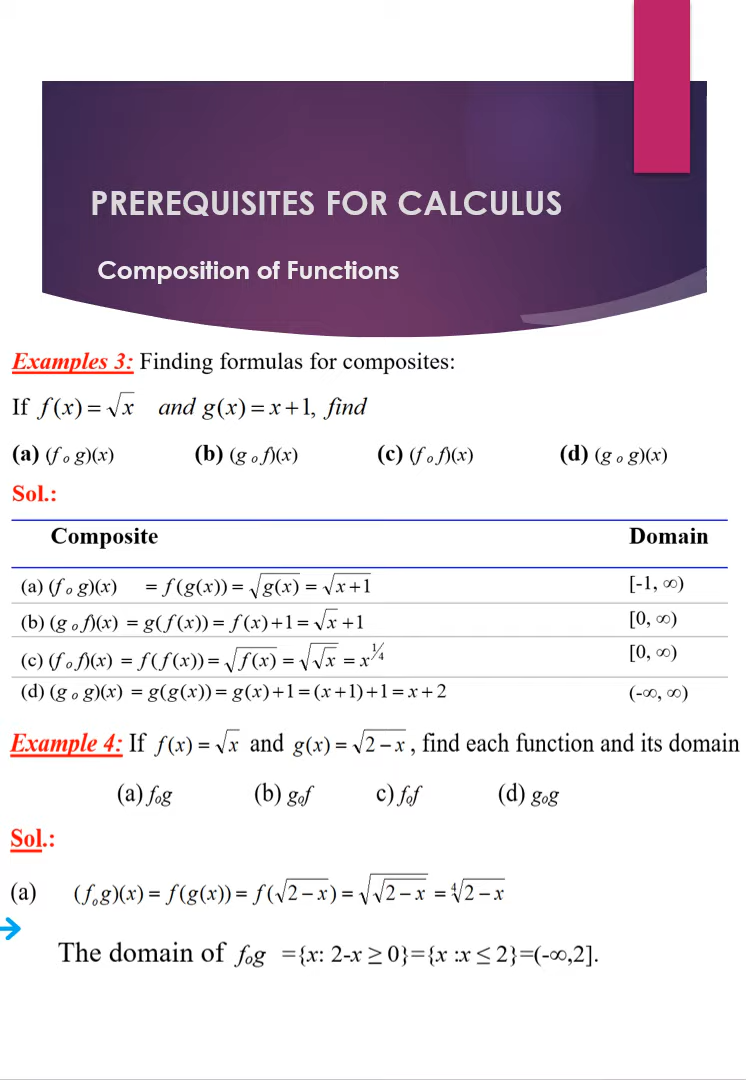 PREREQUISITES FOR CALCULUS
Composition of Functions
Examples 3: Finding formulas for composites:
If f(x) = √x and g(x) = x + 1, find
(a) (f ∘ g)(x) (b) (g ∘ f)(x) (c) (f ∘ f)(x) (d) (g ∘ g)(x)
Sol.:
Composite Domain
(a) (f ∘ g)(x) = f(g(x)) = √(g(x)) = √(x+1) [-1, ∞)
(b) (g ∘ f)(x) = g(f(x)) = f(x)+1 = √x +1 [0, ∞)
(c) (f ∘ f)(x) = f(f(x)) = √(f(x)) = √(√x) = x^(1/4) [0, ∞)
(d) (g ∘ g)(x) = g(g(x)) = g(x)+1 = (x+1)+1 = x+2 (-∞, ∞)
Example 4: If f(x) = √x and g(x) = √(2−x) , find each function and its domain
(a) f∘g (b) g∘f c) f∘f (d) g∘g
Sol.:
(a) (f∘g)(x) = f(g(x)) = f(√(2−x)) = √(√(2−x)) = ∜(2−x)
The domain of f∘g ={x: 2-x ≥ 0}={x :x ≤ 2}=(-∞,2].